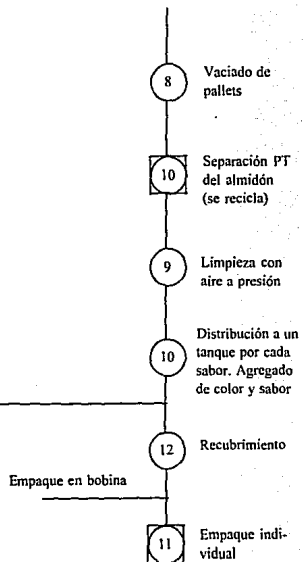 8
Vaciado de
pallets
10
Separación PT
del almidón
(se recicla)
9
Limpieza con
aire a presión
10
Distribución a un
tanque por cada
sabor. Agregado
de color y sabor
12
Recubrimiento
Empaque en bobina
11
Empaque indi-
vidual